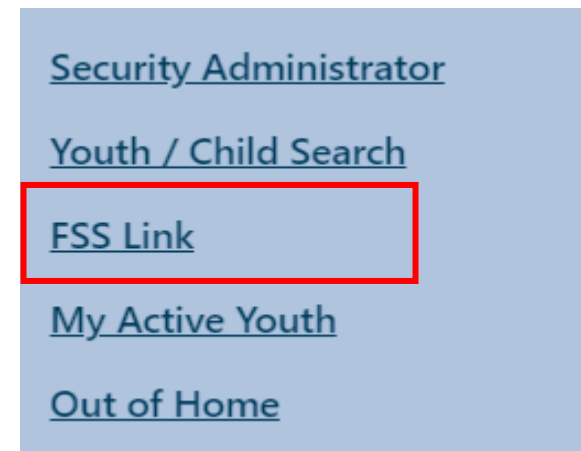 Security Administrator
Youth / Child Search
FSS Link
My Active Youth
Out of Home